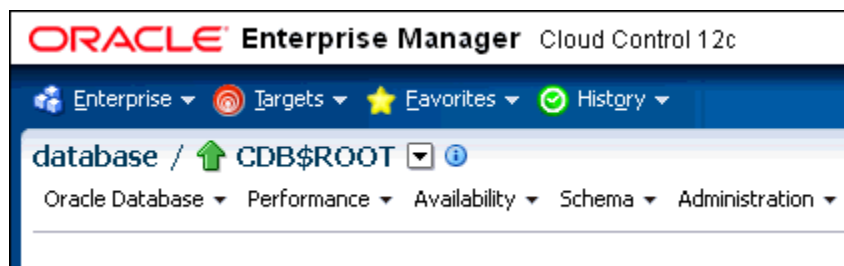 ORACLE Enterprise Manager Cloud Control 12c
Enterprise Targets Favorites History
database / CDB$ROOT
Oracle Database Performance Availability Schema Administration